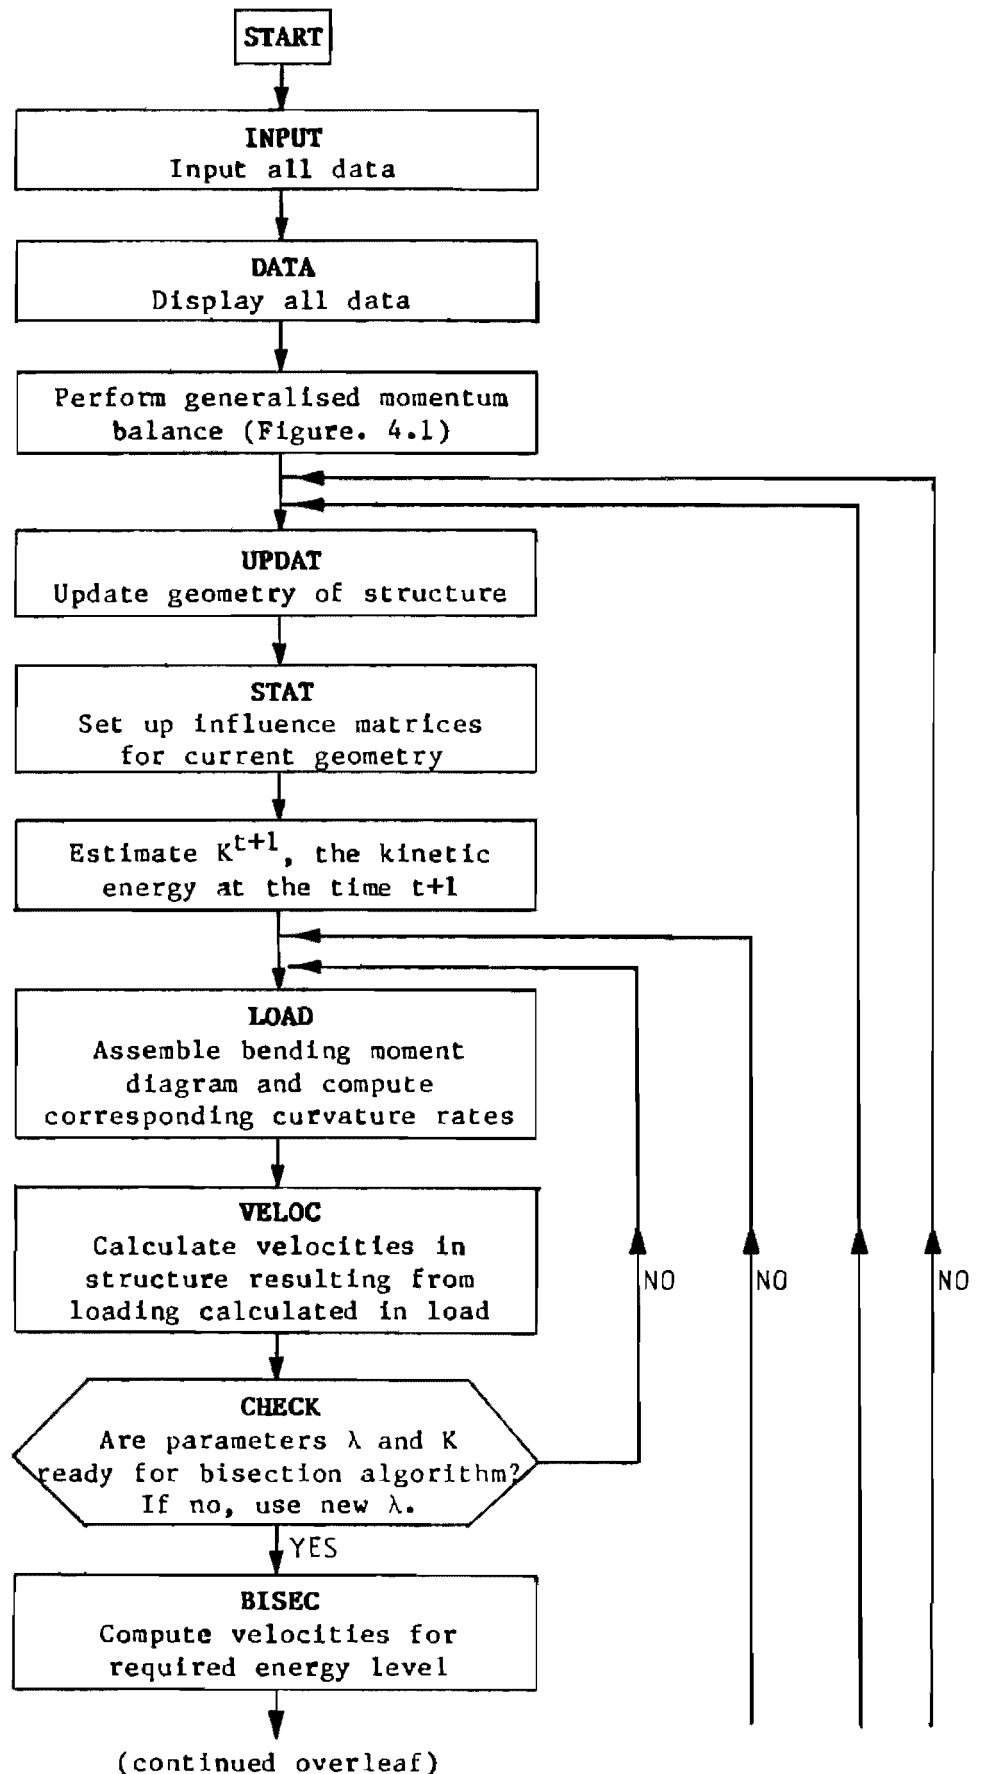 START
INPUT
Input all data
DATA
Display all data
Perform generalised momentum
balance (Figure. 4.1)
UPDAT
Update geometry of structure
STAT
Set up influence matrices
for current geometry
Estimate K^t+1, the kinetic
energy at the time t+1
LOAD
Assemble bending moment
diagram and compute
corresponding curvature rates
VELOC
Calculate velocities in
structure resulting from
loading calculated in load
NO
NO
NO
CHECK
Are parameters λ and K
ready for bisection algorithm?
If no, use new λ.
YES
BISEC
Compute velocities for
required energy level
(continued overleaf)